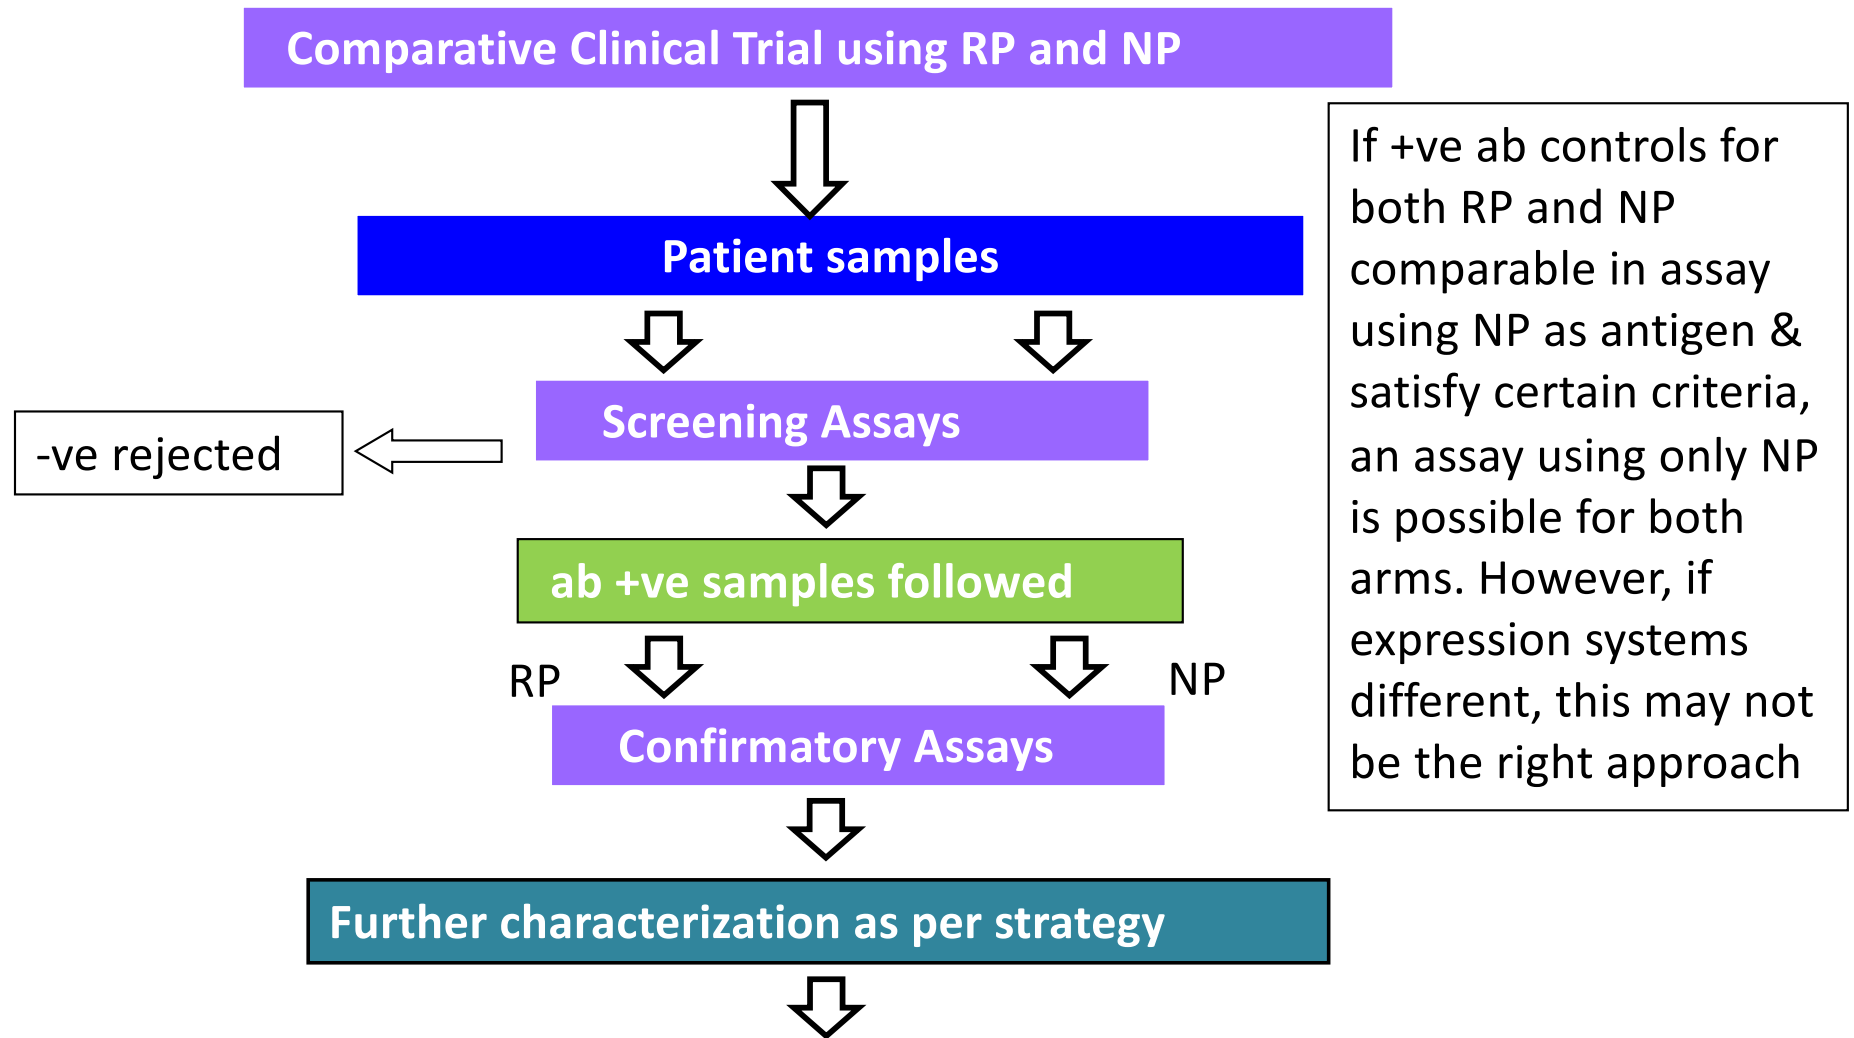 Comparative Clinical Trial using RP and NP
Patient samples
Screening Assays
-ve rejected
ab +ve samples followed
RP
NP
Confirmatory Assays
Further characterization as per strategy
If +ve ab controls for
both RP and NP
comparable in assay
using NP as antigen &
satisfy certain criteria,
an assay using only NP
is possible for both
arms. However, if
expression systems
different, this may not
be the right approach